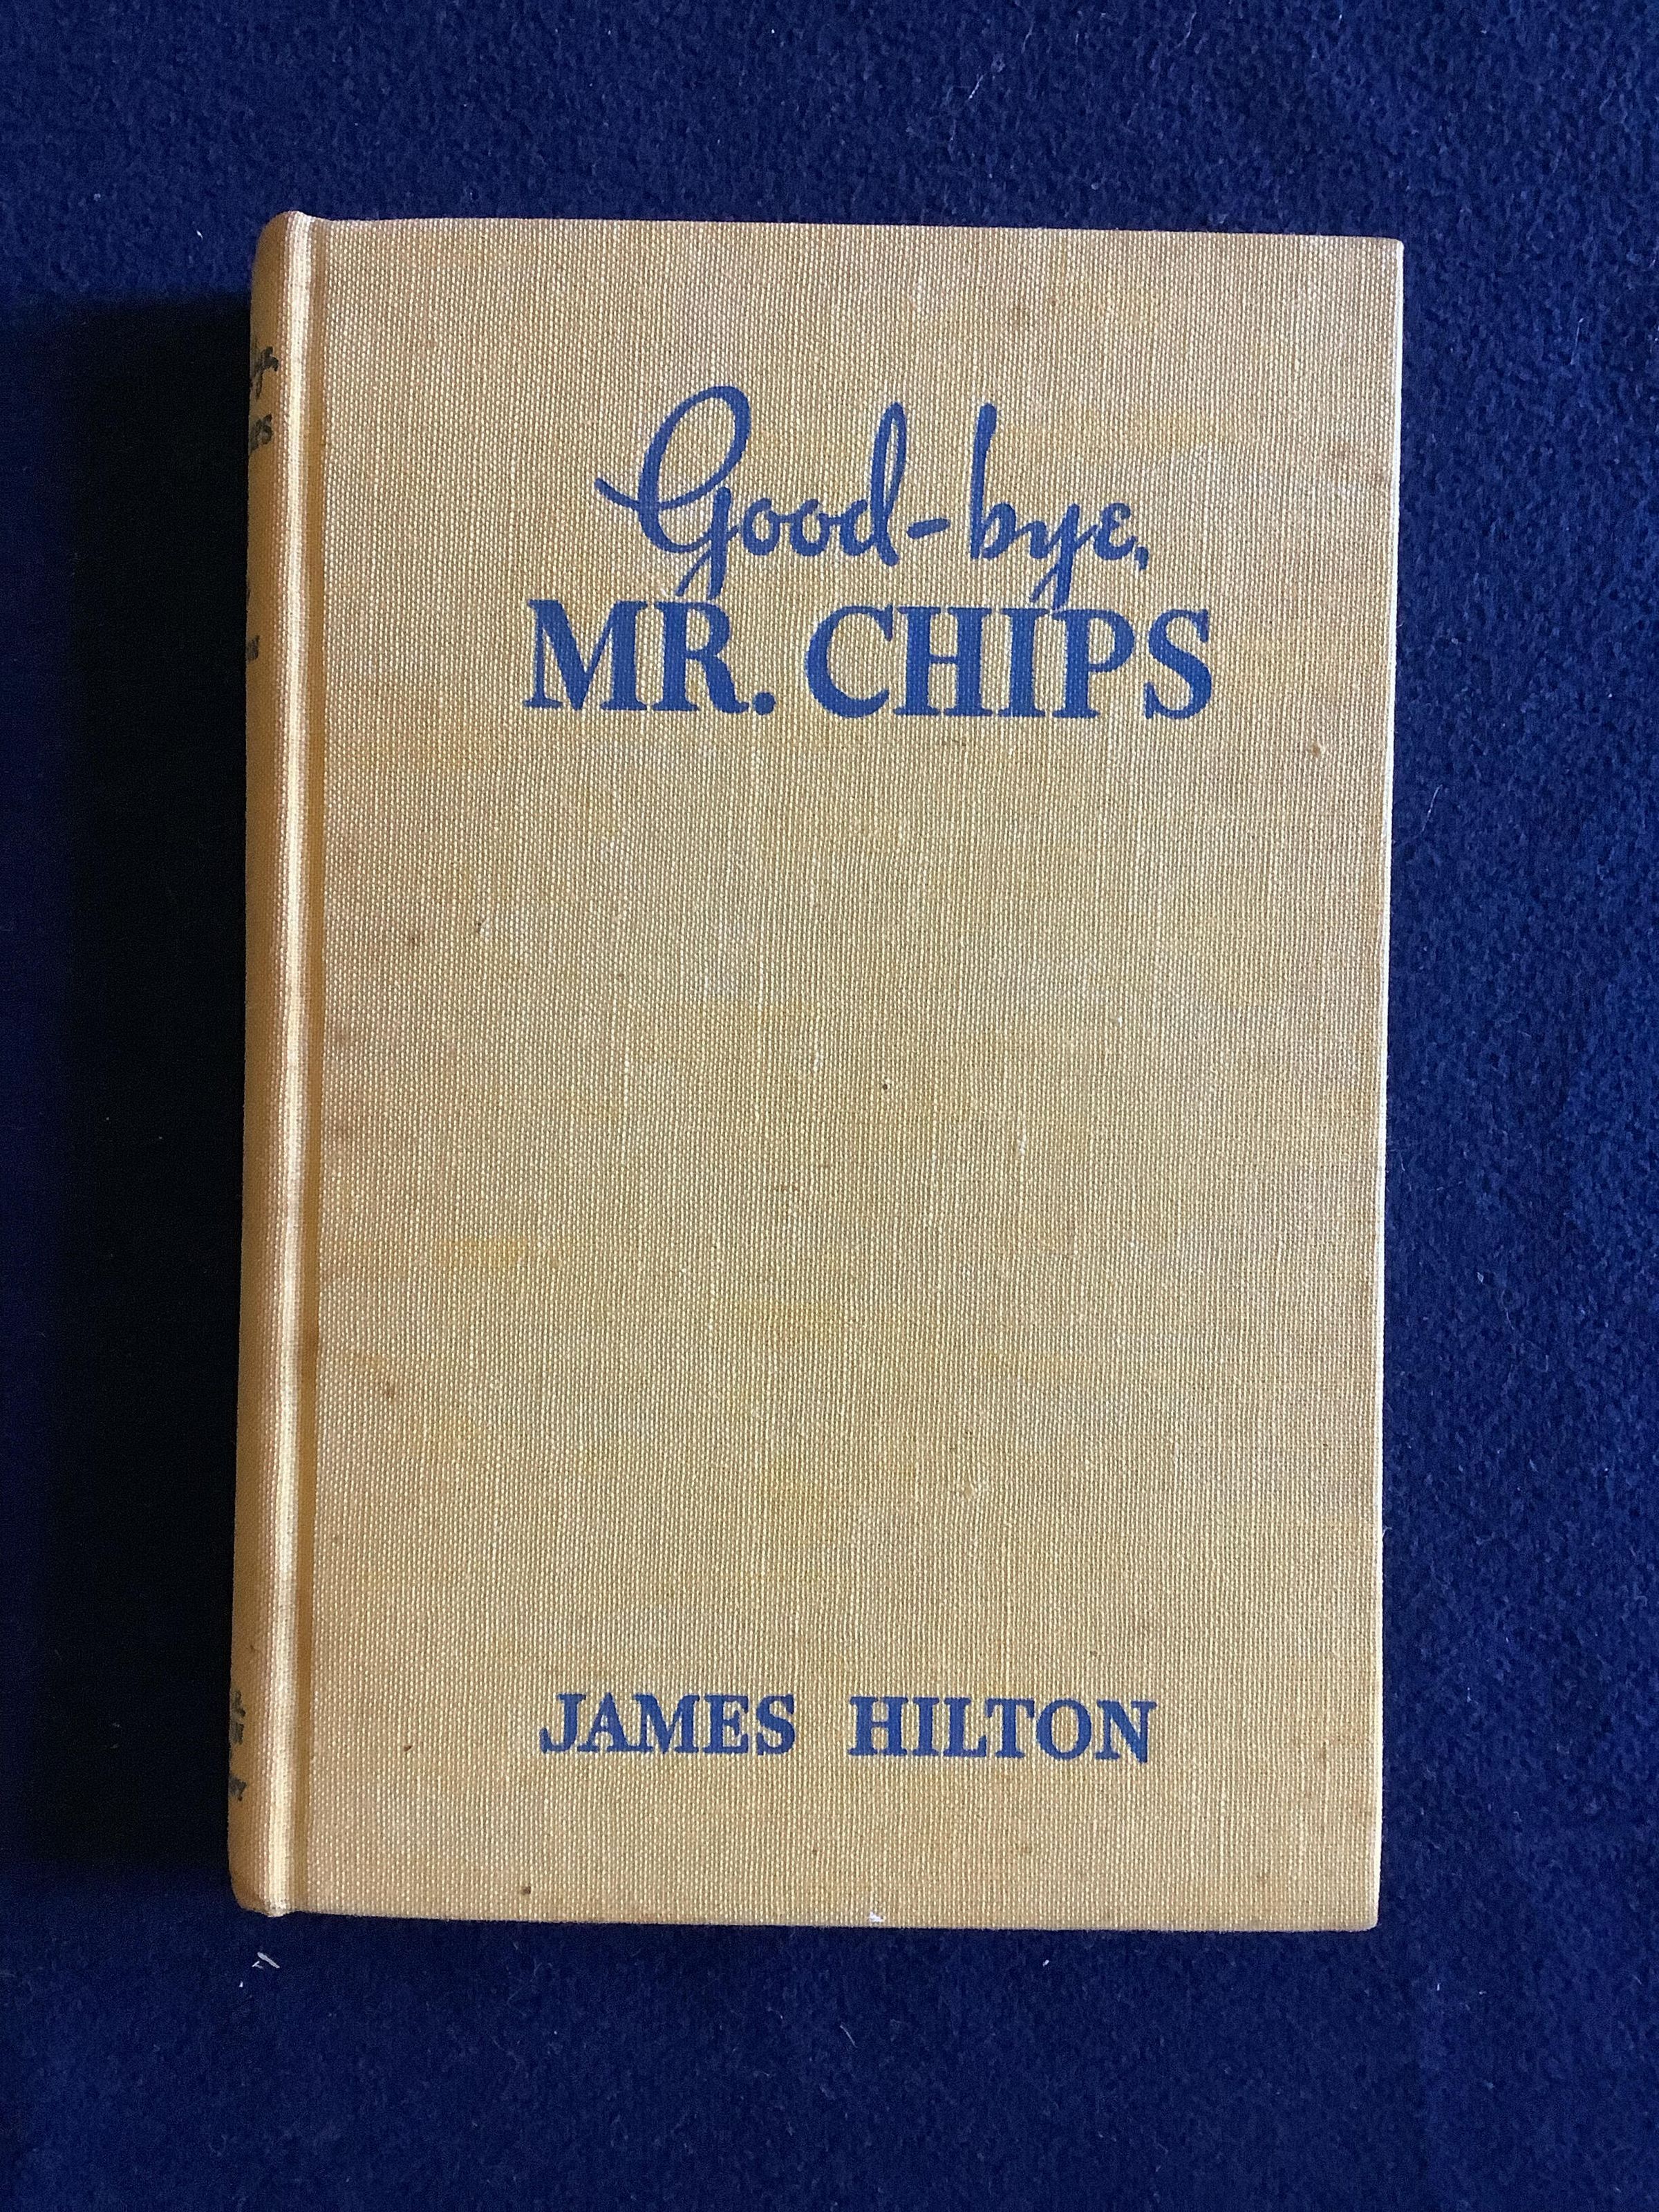 Good-bye,
MR. CHIPS
JAMES HILTON